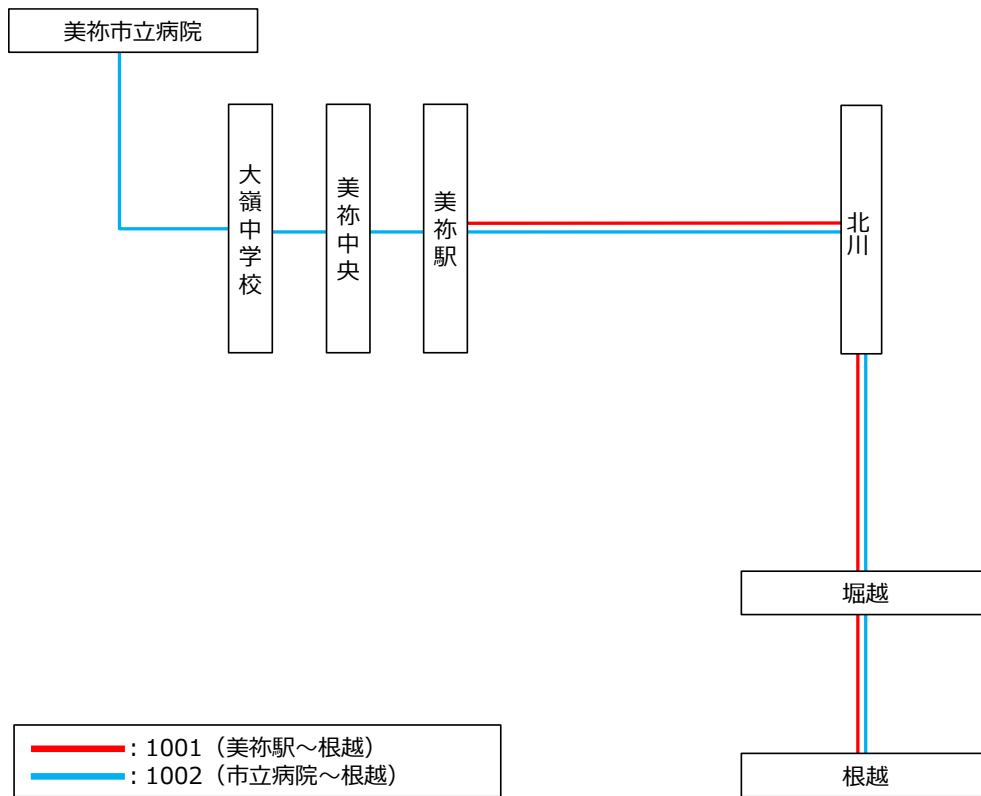 美祢市立病院
大嶺中学校
美祢中央
美祢駅
北川
堀越
根越
: 1001（美祢駅～根越）
: 1002（市立病院～根越）